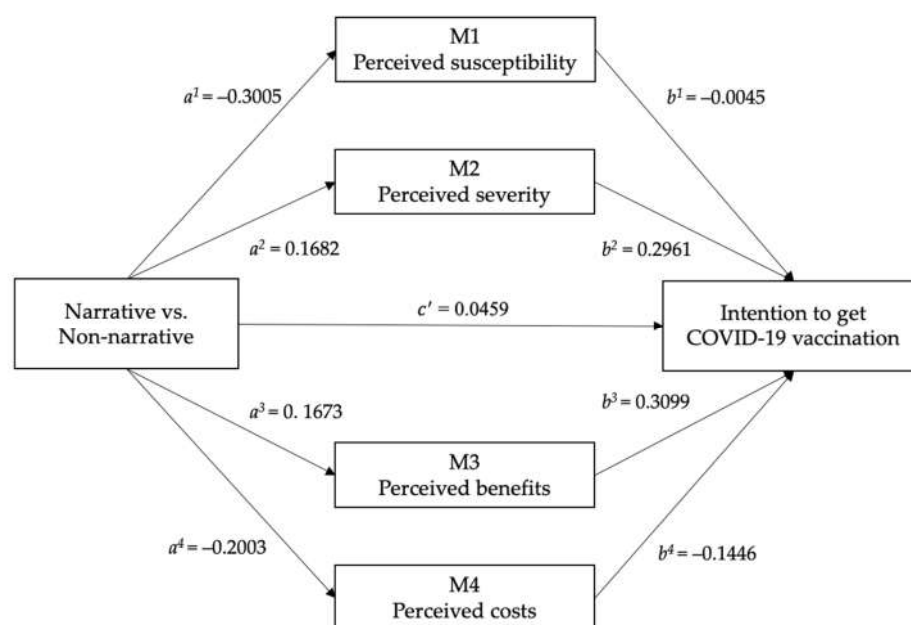 M1
Perceived susceptibility
a¹ = –0.3005
b¹ = –0.0045
M2
Perceived severity
a² = 0.1682
b² = 0.2961
Narrative vs.
Non-narrative
c′ = 0.0459
Intention to get
COVID-19 vaccination
a³ = 0. 1673
b³ = 0.3099
M3
Perceived benefits
a⁴ = –0.2003
b⁴ = –0.1446
M4
Perceived costs